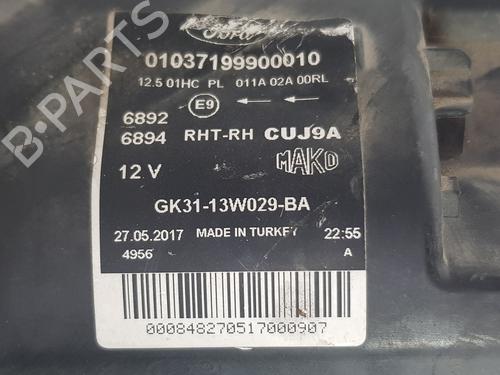 Ford
01037199900010
12.5 01HC PL 011A 02A 00RL
E9
6892
6894 RHT-RH CUJ9A
MAKO
12 V
GK31-13W029-BA
27.05.2017 MADE IN TURKEY 22:55
4956 A
000848270517000907
B-PARTS